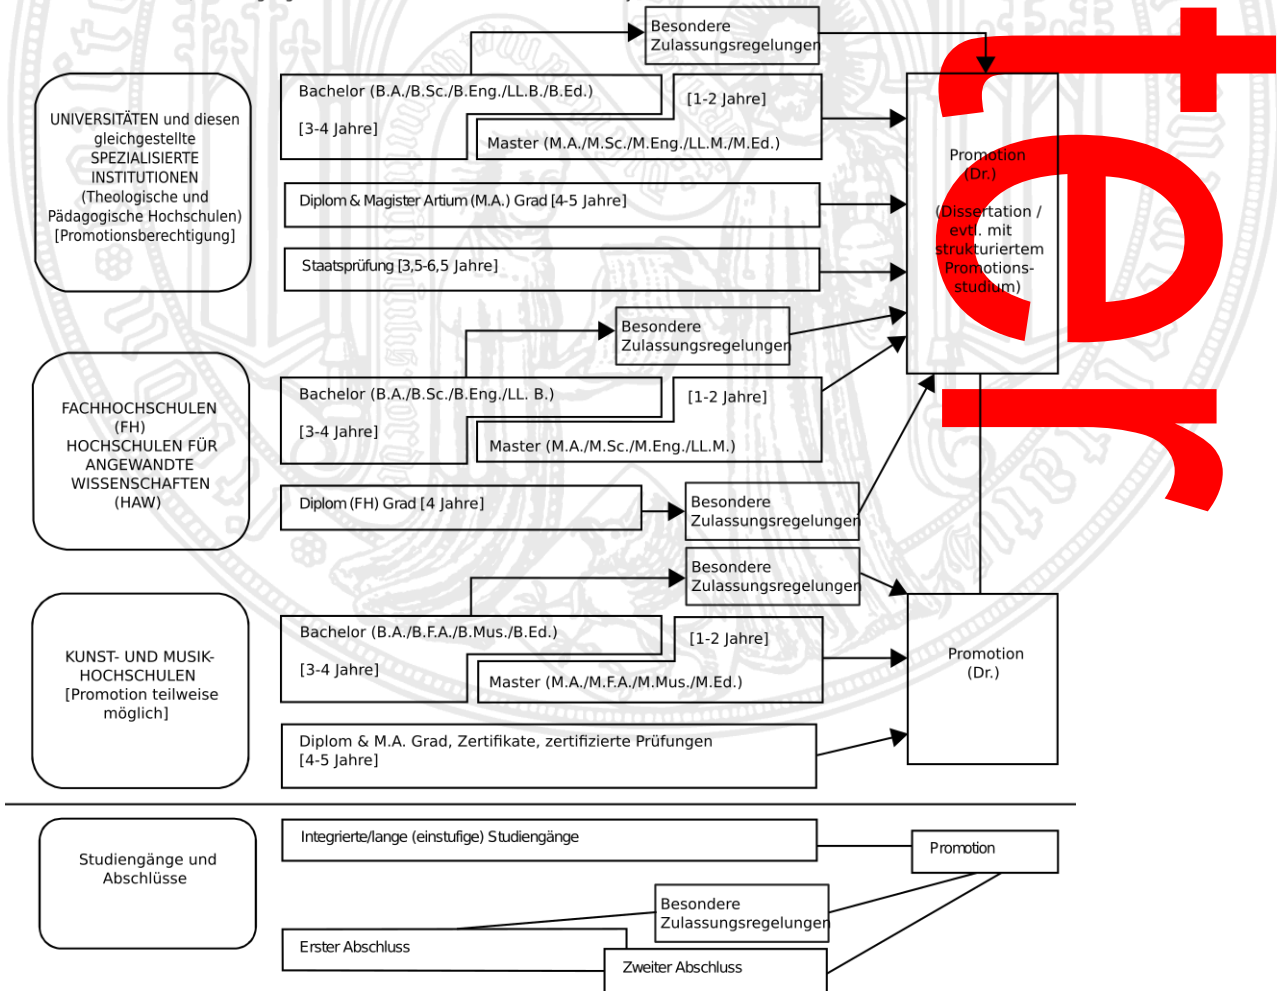 Besondere
Zulassungsregelungen
UNIVERSITÄTEN und diesen
gleichgestellte
SPEZIALISIERTE
INSTITUTIONEN
(Theologische und
Pädagogische Hochschulen)
[Promotionsberechtigung]
Bachelor (B.A./B.Sc./B.Eng./LL.B./B.Ed.)
[3-4 Jahre]
[1-2 Jahre]
Master (M.A./M.Sc./M.Eng./LL.M./M.Ed.)
Diplom & Magister Artium (M.A.) Grad [4-5 Jahre]
Staatsprüfung [3,5-6,5 Jahre]
Promotion
(Dr.)
(Dissertation /
evtl. mit
strukturiertem
Promotions-
studium)
ter
Besondere
Zulassungsregelungen
FACHHOCHSCHULEN
(FH)
HOCHSCHULEN FÜR
ANGEWANDTE
WISSENSCHAFTEN
(HAW)
Bachelor (B.A./B.Sc./B.Eng./LL. B.)
[3-4 Jahre]
[1-2 Jahre]
Master (M.A./M.Sc./M.Eng./LL.M.)
Diplom (FH) Grad [4 Jahre]
Besondere
Zulassungsregelungen
Besondere
Zulassungsregelungen
KUNST- UND MUSIK-
HOCHSCHULEN
[Promotion teilweise
möglich]
Bachelor (B.A./B.F.A./B.Mus./B.Ed.)
[3-4 Jahre]
[1-2 Jahre]
Master (M.A./M.F.A./M.Mus./M.Ed.)
Promotion
(Dr.)
Diplom & M.A. Grad, Zertifikate, zertifizierte Prüfungen
[4-5 Jahre]
Studiengänge und
Abschlüsse
Integrierte/lange (einstufige) Studiengänge
Promotion
Besondere
Zulassungsregelungen
Erster Abschluss
Zweiter Abschluss